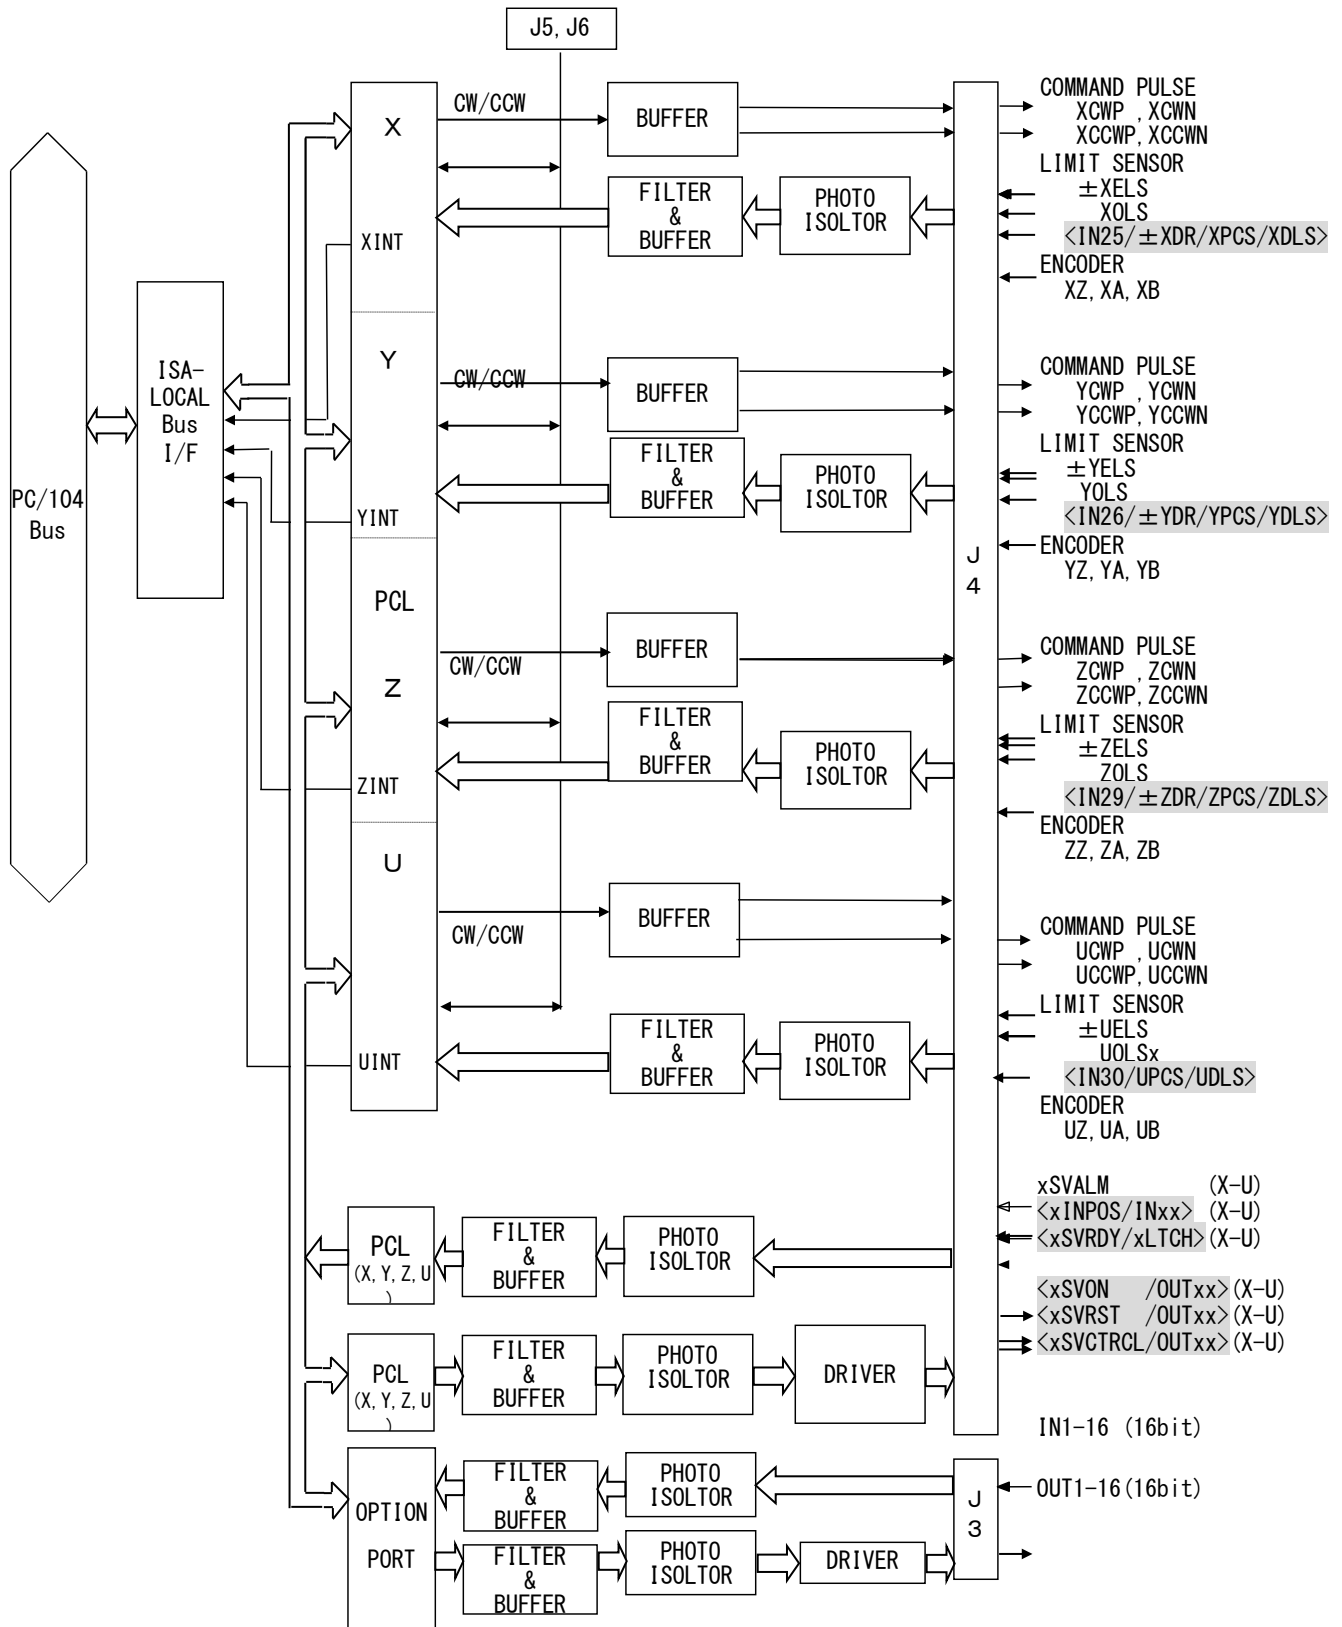 J5, J6
X
CW/CCW
BUFFER
COMMAND PULSE
XCWP ,XCWN
XCCWP, XCCWN
LIMIT SENSOR
±XELS
XOLS
<IN25/±XDR/XPCS/XDLS>
ENCODER
XZ, XA, XB
FILTER
&
BUFFER
PHOTO
ISOLTOR
XINT
ISA-
LOCAL
Bus
I/F
PC/104
Bus
Y
CW/CCW
BUFFER
COMMAND PULSE
YCWP ,YCWN
YCCWP, YCCWN
LIMIT SENSOR
±YELS
YOLS
<IN26/±YDR/YPCS/YDLS>
ENCODER
YZ, YA, YB
FILTER
&
BUFFER
PHOTO
ISOLTOR
YINT
J
4
PCL
Z
CW/CCW
BUFFER
COMMAND PULSE
ZCWP ,ZCWN
ZCCWP, ZCCWN
LIMIT SENSOR
±ZELS
ZOLS
<IN29/±ZDR/ZPCS/ZDLS>
ENCODER
ZZ, ZA, ZB
FILTER
&
BUFFER
PHOTO
ISOLTOR
ZINT
U
CW/CCW
BUFFER
COMMAND PULSE
UCWP ,UCWN
UCCWP, UCCWN
LIMIT SENSOR
±UELS
UOLSx
<IN30/UPCS/UDLS>
ENCODER
UZ, UA, UB
FILTER
&
BUFFER
PHOTO
ISOLTOR
UINT
xSVALM (X-U)
<xINPOS/INxx> (X-U)
<xSVRDY/xLTCH> (X-U)
PCL
(X, Y, Z, U
)
FILTER
&
BUFFER
PHOTO
ISOLTOR
<xSVON /OUTxx> (X-U)
<xSVRST /OUTxx> (X-U)
<xSVCTRCL/OUTxx> (X-U)
PCL
(X, Y, Z, U
)
FILTER
&
BUFFER
PHOTO
ISOLTOR
DRIVER
IN1-16 (16bit)
OUT1-16(16bit)
OPTION
PORT
FILTER
&
BUFFER
PHOTO
ISOLTOR
J
3
FILTER
&
BUFFER
PHOTO
ISOLTOR
DRIVER